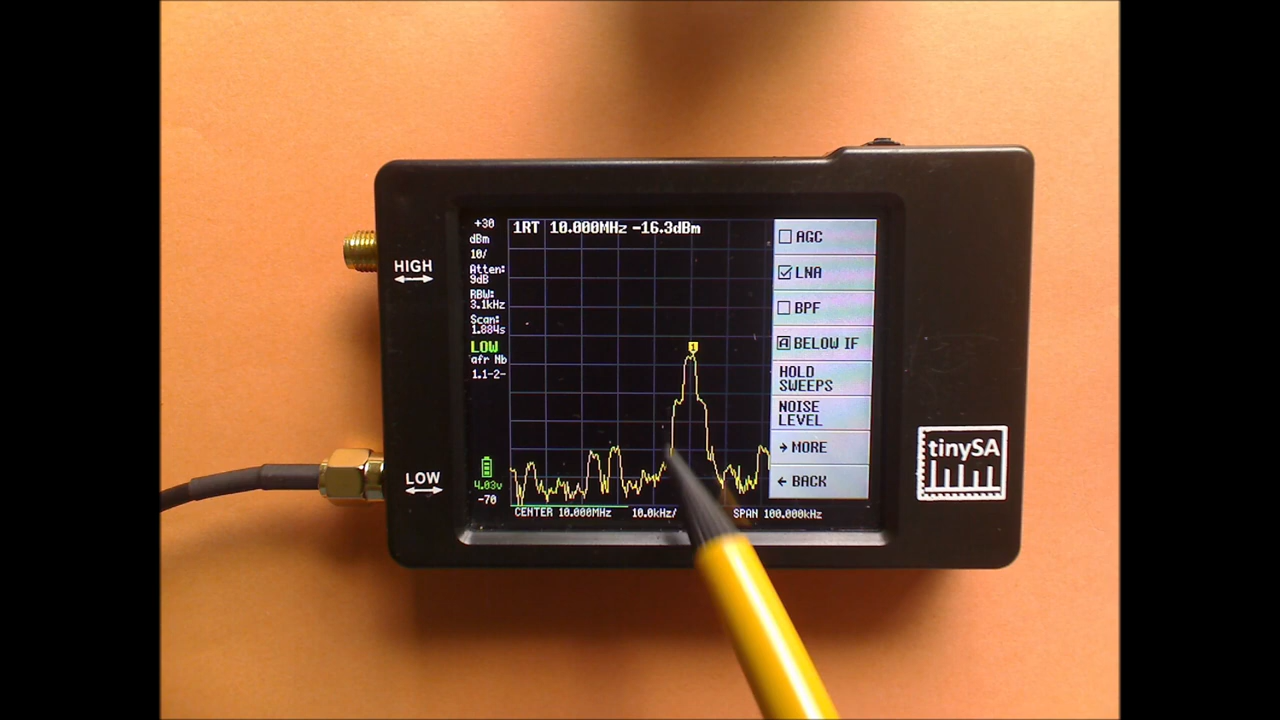 +30
dBm
10/
Atten:
9dB
RBW:
3.1kHz
Scan:
1.884s
LOW
afr Nb
1.1-2-
4.03v
-70
1RT 10.000MHz -16.3dBm
1
CENTER 10.000MHz 10.0kHz/ SPAN 100.000kHz
AGC
LNA
BPF
A BELOW IF
HOLD
SWEEPS
NOISE
LEVEL
→ MORE
← BACK
HIGH
LOW
tinySA